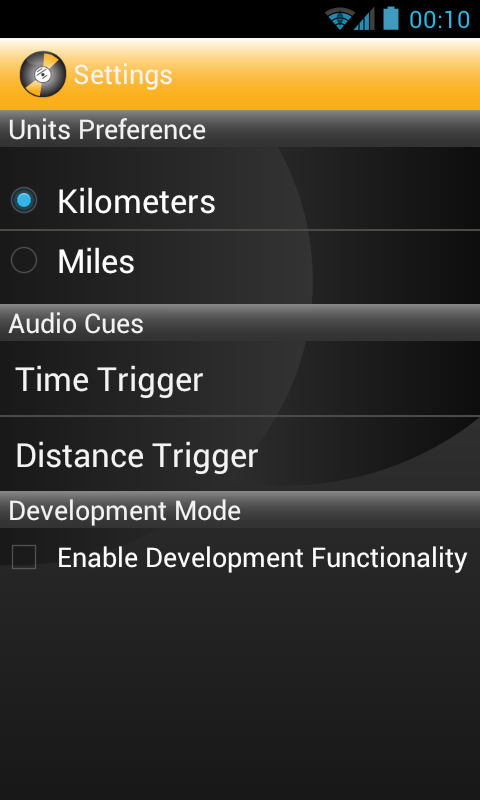 00:10
Settings
Units Preference
Kilometers
Miles
Audio Cues
Time Trigger
Distance Trigger
Development Mode
Enable Development Functionality